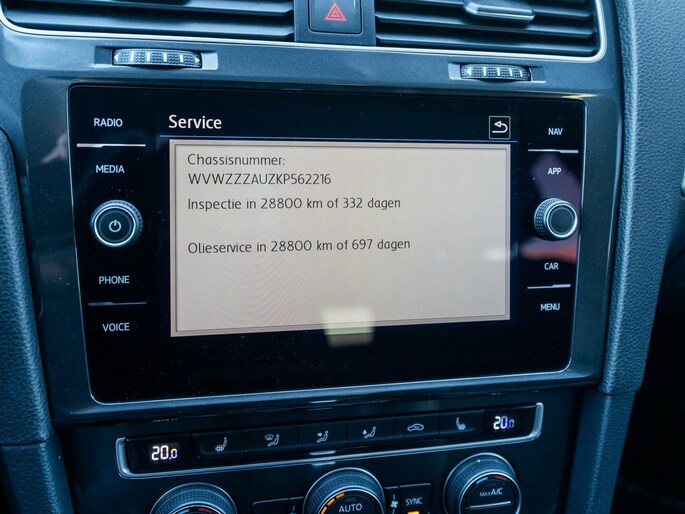 RADIO
MEDIA
PHONE
VOICE
Service
Chassisnummer:
WVWZZZAUZKP562216
Inspectie in 28800 km of 332 dagen
Olieservice in 28800 km of 697 dagen
NAV
APP
CAR
MENU
20.0
20.0
AUTO
SYNC
MAX A/C